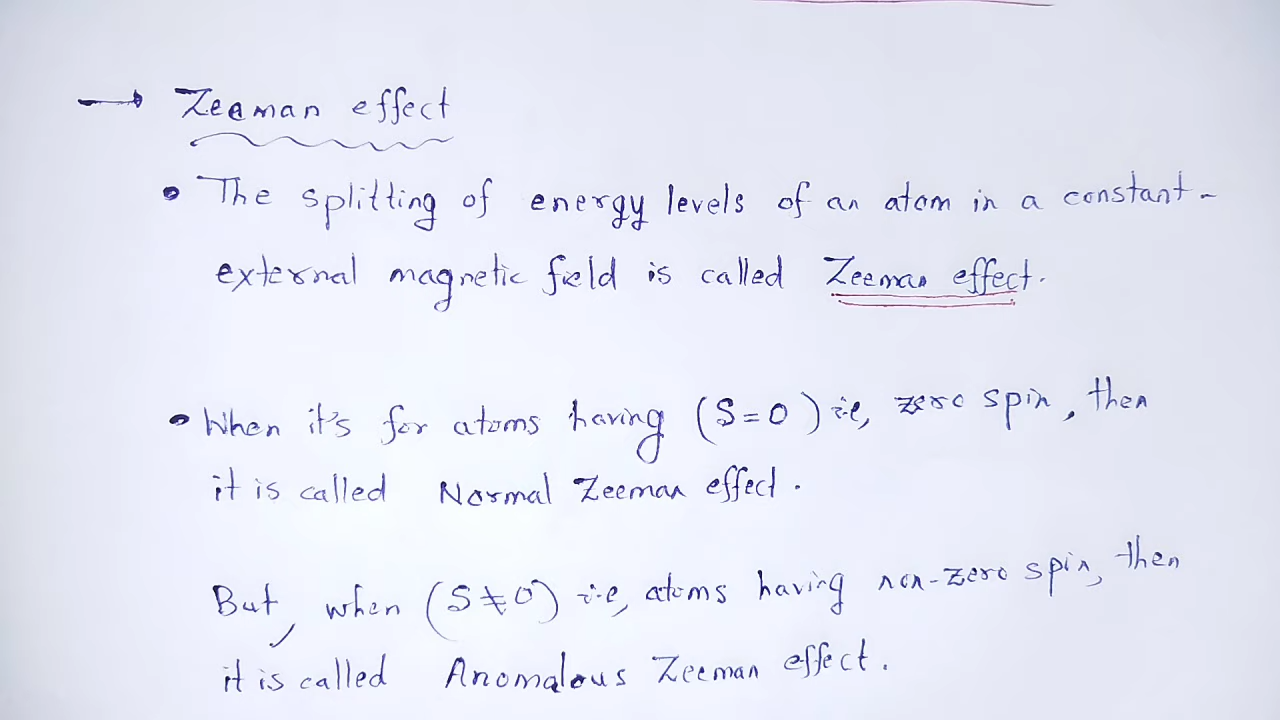 → Zeeman effect
• The splitting of energy levels of an atom in a constant-
external magnetic field is called Zeeman effect.
• When it's for atoms having (S=0) i.e, zero spin, then
it is called Normal Zeeman effect.
But, when (S≠0) i.e, atoms having non-zero spin, then
it is called Anomalous Zeeman effect.